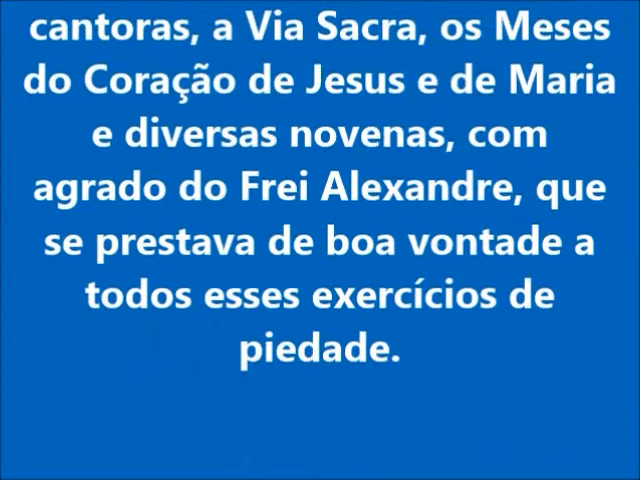 cantoras, a Via Sacra, os Meses
do Coração de Jesus e de Maria
e diversas novenas, com
agrado do Frei Alexandre, que
se prestava de boa vontade a
todos esses exercícios de
piedade.